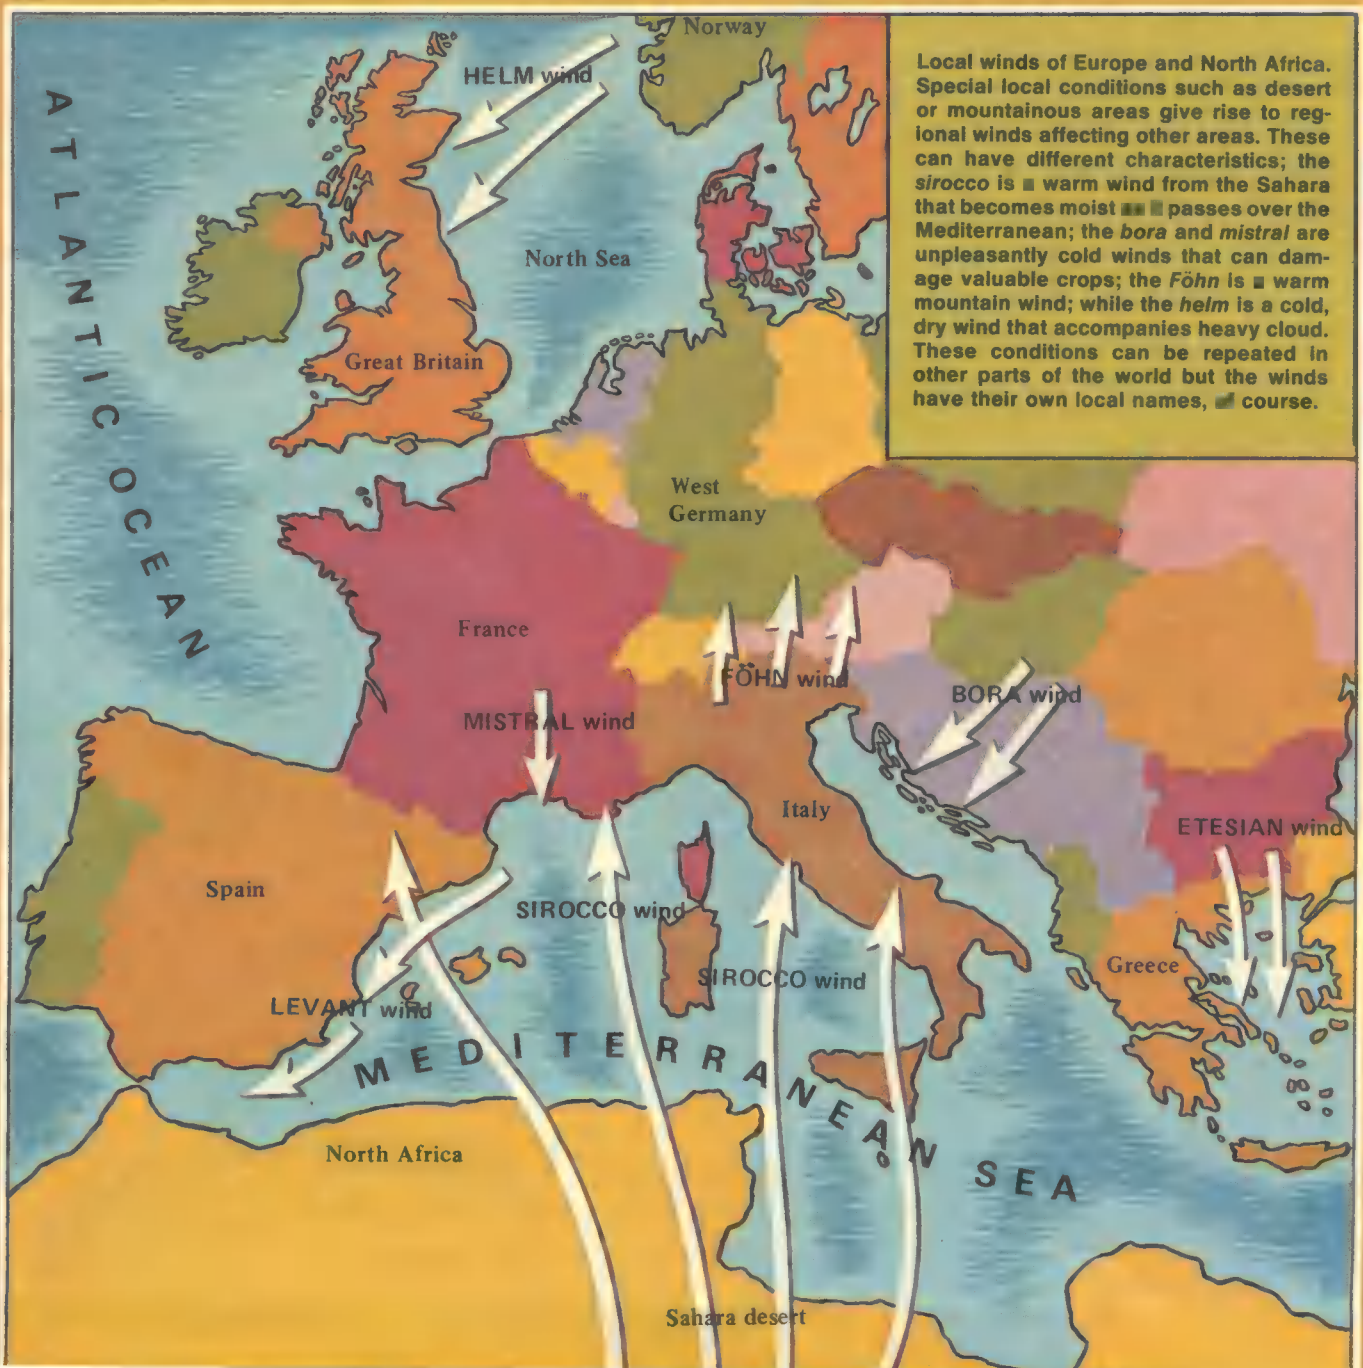 Norway
HELM wind
ATLANTIC OCEAN
North Sea
Great Britain
Local winds of Europe and North Africa.
Special local conditions such as desert
or mountainous areas give rise to reg-
ional winds affecting other areas. These
can have different characteristics; the
sirocco is warm wind from the Sahara
that becomes moist passes over the
Mediterranean; the bora and mistral are
unpleasantly cold winds that can dam-
age valuable crops; the Föhn is warm
mountain wind; while the helm is a cold,
dry wind that accompanies heavy cloud.
These conditions can be repeated in
other parts of the world but the winds
have their own local names, course.
West
Germany
France
FÖHN wind
BORA wind
MISTRAL wind
Italy
ETESIAN wind
Spain
SIROCCO wind
Greece
SIROCCO wind
LEVANT wind
MEDITERRANEAN SEA
North Africa
Sahara desert